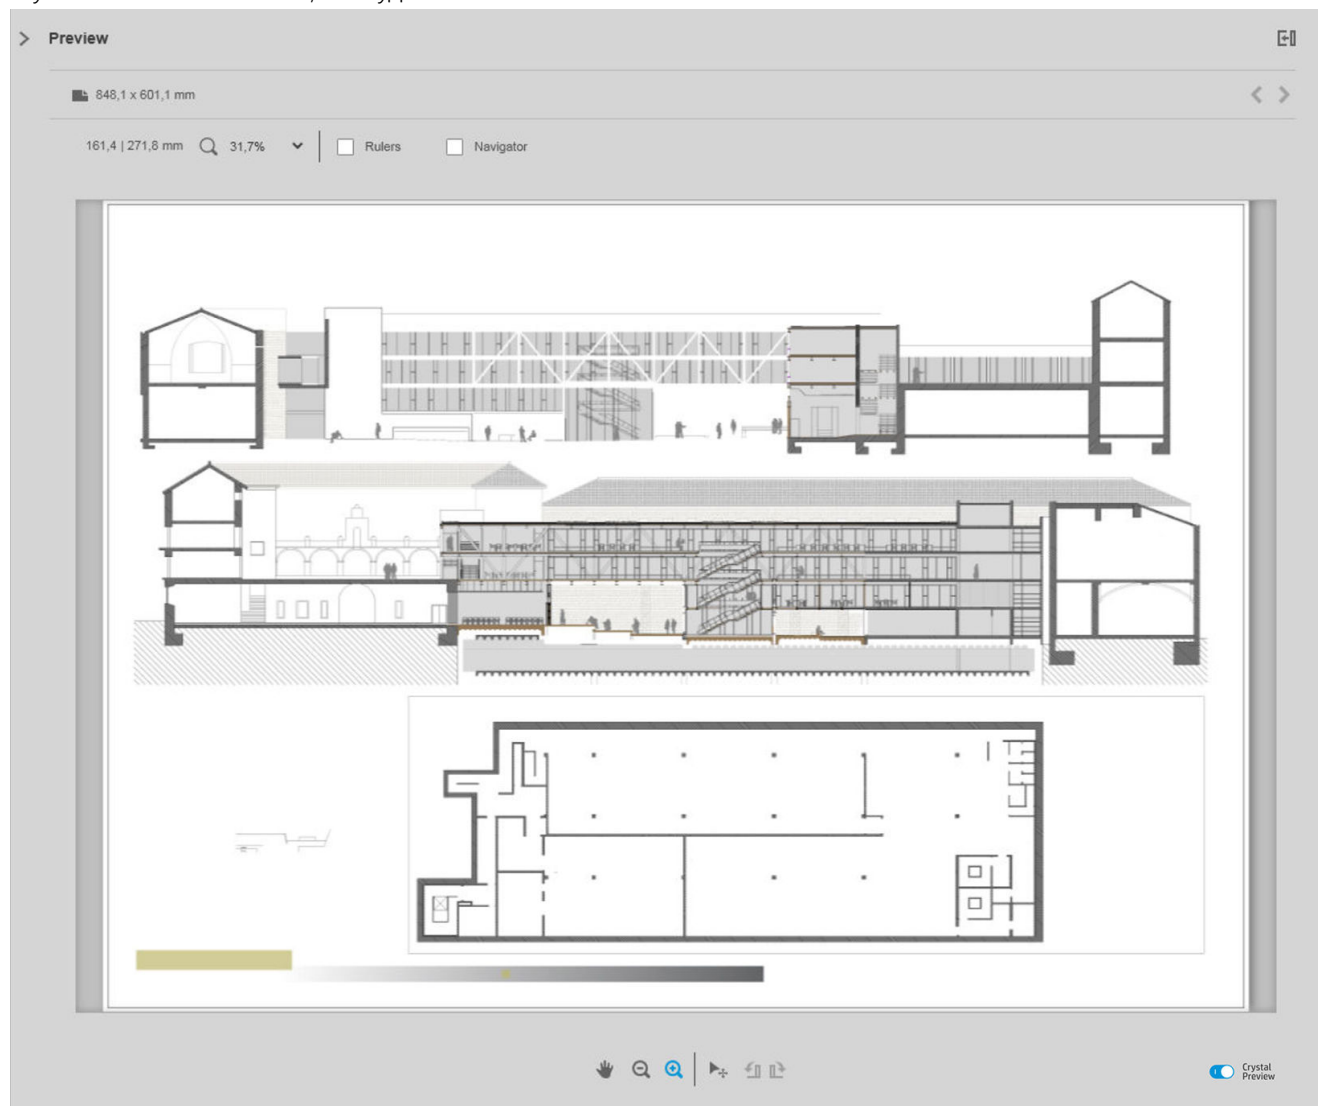 Preview
848,1 x 601,1 mm
161,4 | 271,8 mm 31,7% Rulers Navigator
Crystal
Preview